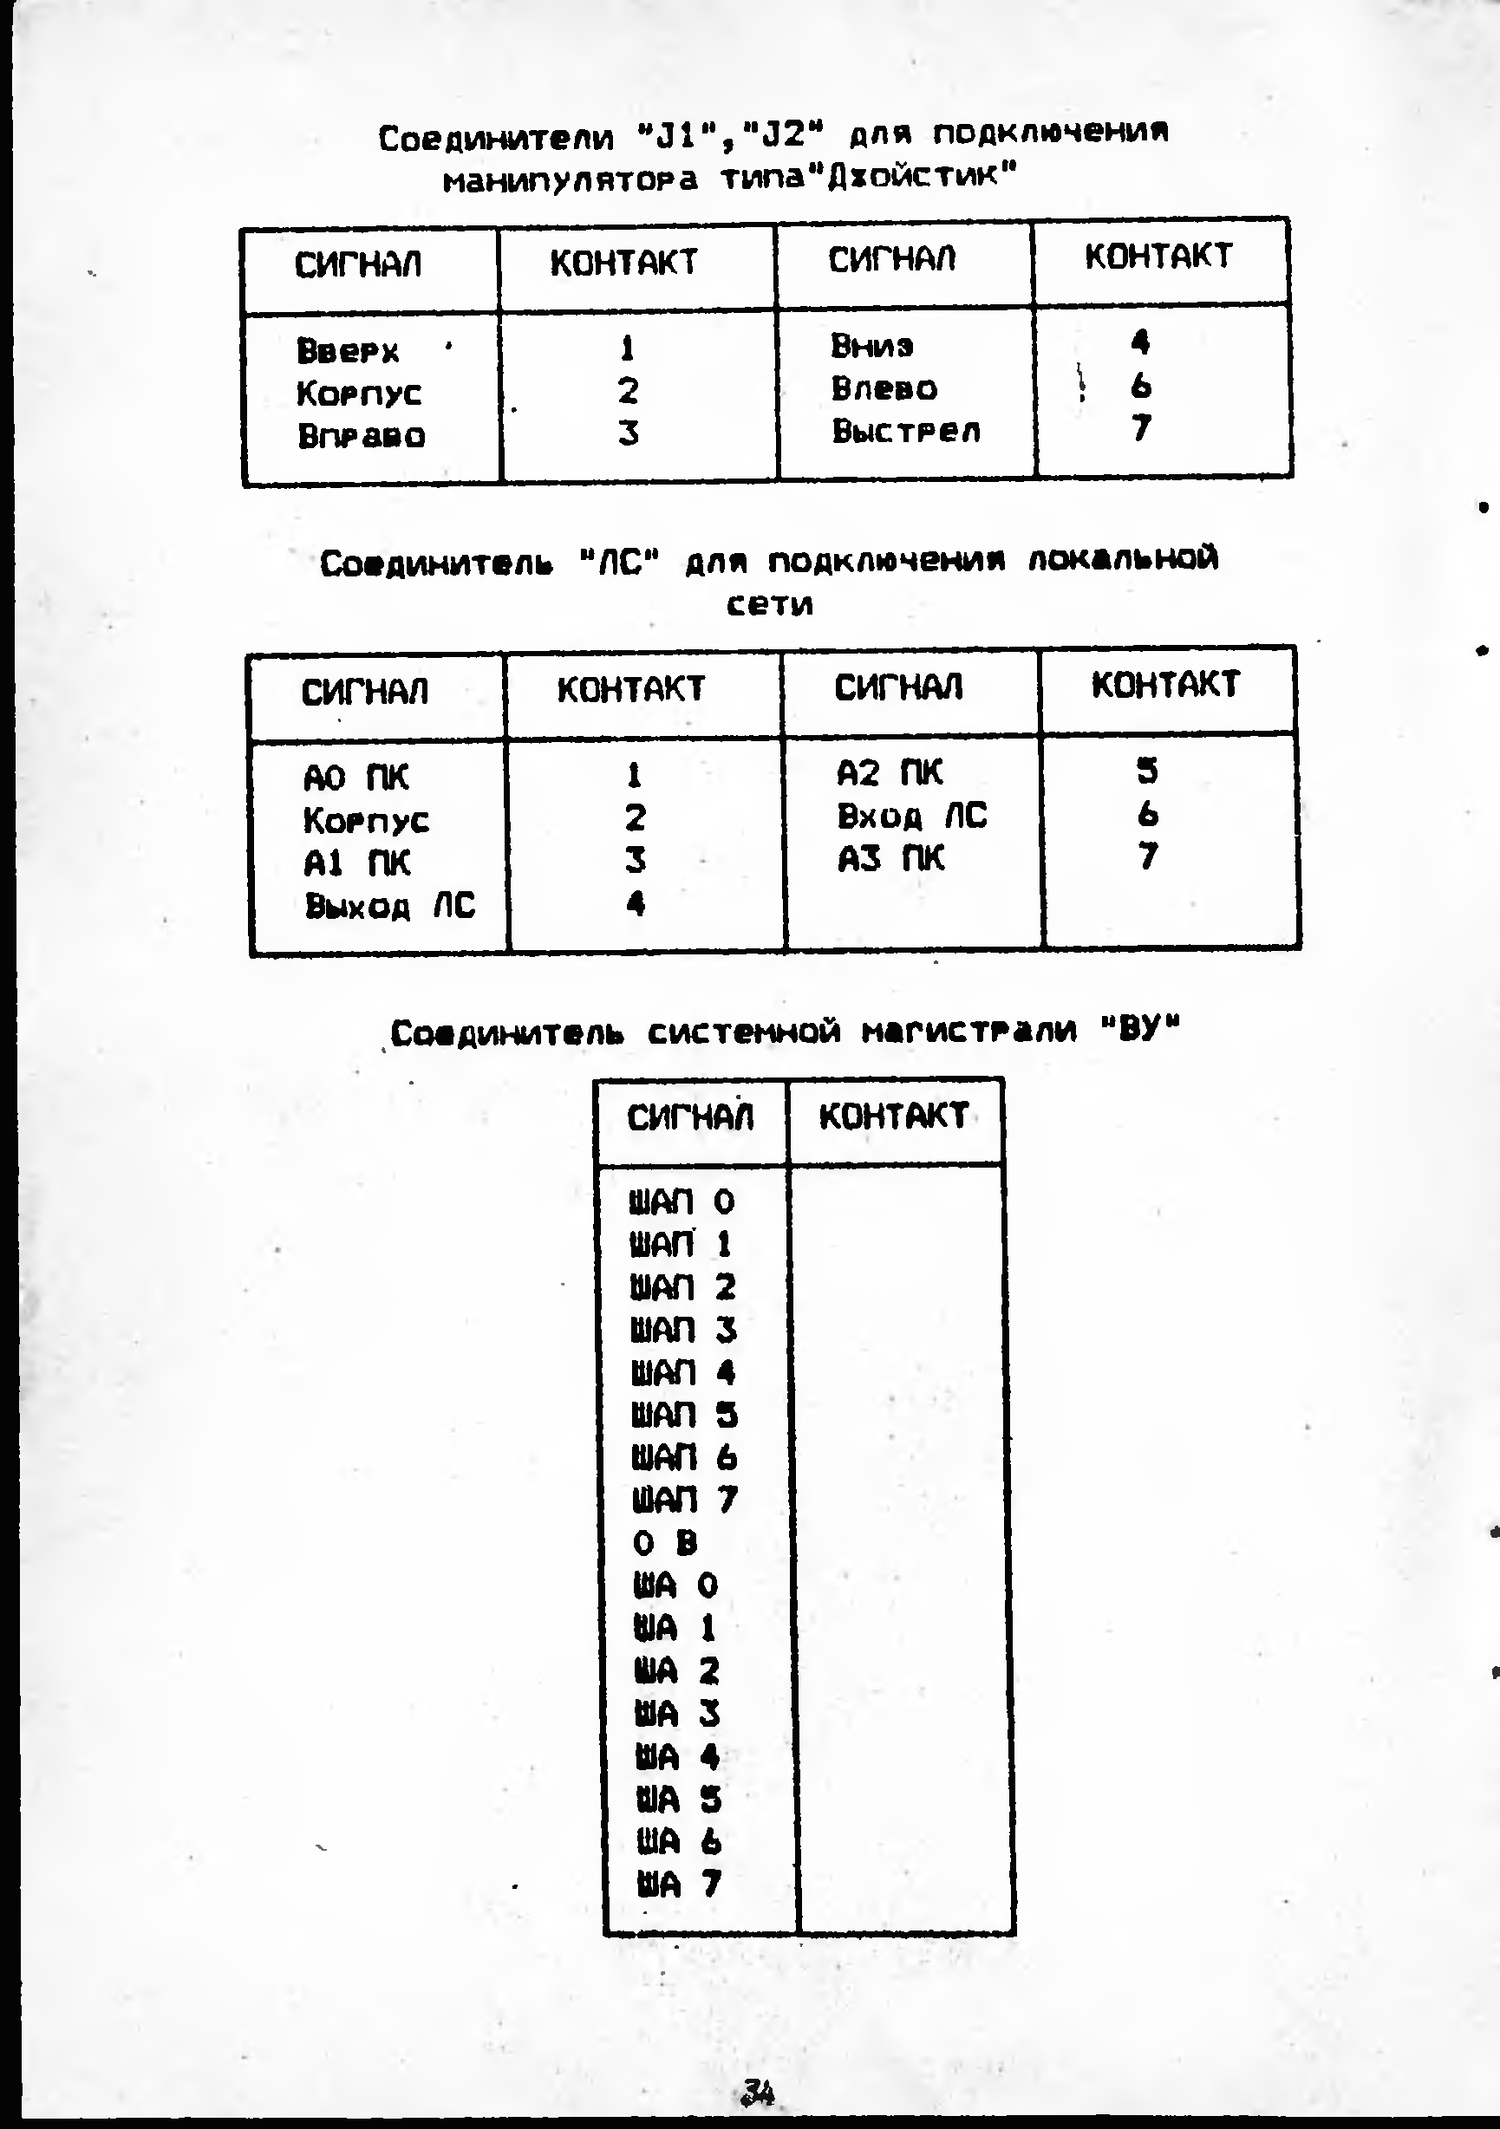 Соединители "J1","J2" для подключения
манипулятора типа"Джойстик"
СИГНАЛ КОНТАКТ СИГНАЛ КОНТАКТ
Вверх 1 Вниз 4
Корпус 2 Влево 6
Вправо 3 Выстрел 7
Соединитель "ЛС" для подключения локальной
сети
СИГНАЛ КОНТАКТ СИГНАЛ КОНТАКТ
А0 ПК 1 А2 ПК 5
Корпус 2 Вход ЛС 6
А1 ПК 3 А3 ПК 7
Выход ЛС 4
Соединитель системной магистрали "ВУ"
СИГНАЛ КОНТАКТ
ШАП 0
ШАП 1
ШАП 2
ШАП 3
ШАП 4
ШАП 5
ШАП 6
ШАП 7
0 В
ША 0
ША 1
ША 2
ША 3
ША 4
ША 5
ША 6
ША 7
34